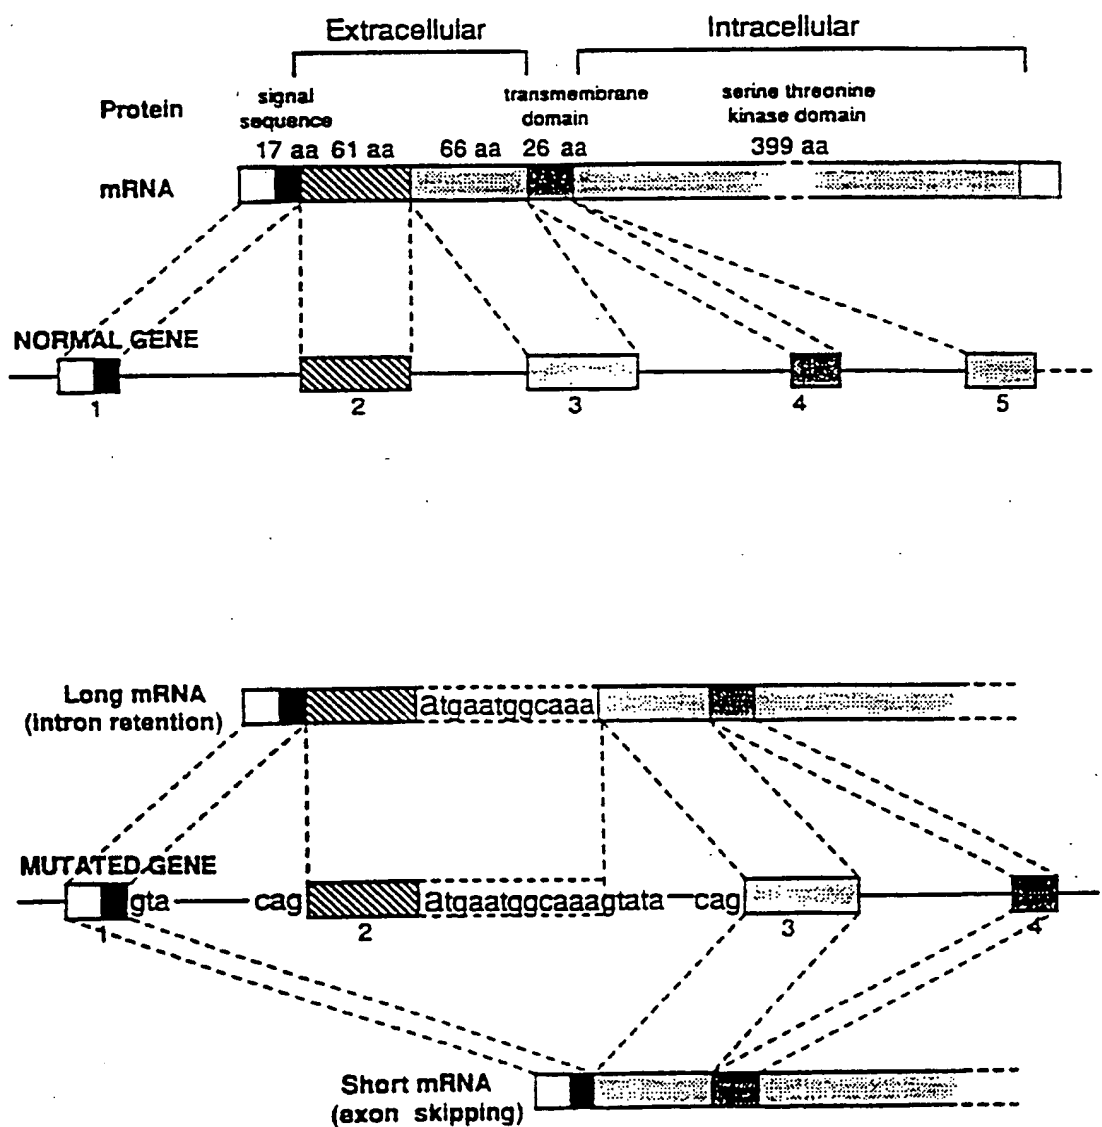 Extracellular Intracellular
Protein signal sequence transmembrane domain serine threonine kinase domain
17 aa 61 aa 66 aa 26 aa 399 aa
mRNA
NORMAL GENE
1 2 3 4 5
Long mRNA
(intron retention)
atgaatggcaaa
MUTATED GENE
gta cag atgaatggcaaagtata cag
1 2 3 4
Short mRNA
(exon skipping)